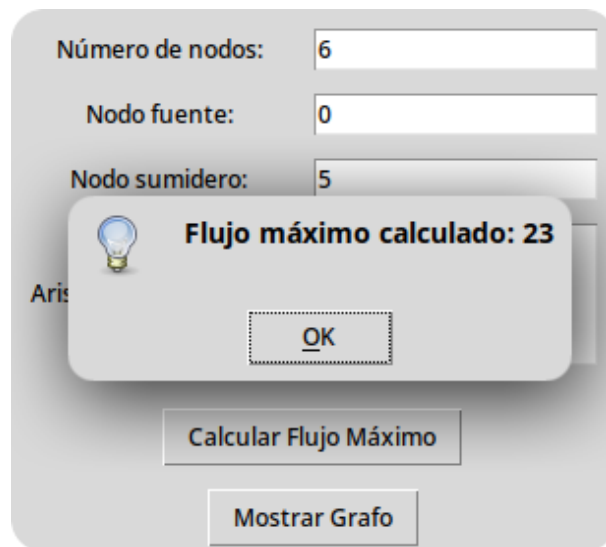 Número de nodos:
6
Nodo fuente:
0
Nodo sumidero:
5
Flujo máximo calculado: 23
OK
Calcular Flujo Máximo
Mostrar Grafo